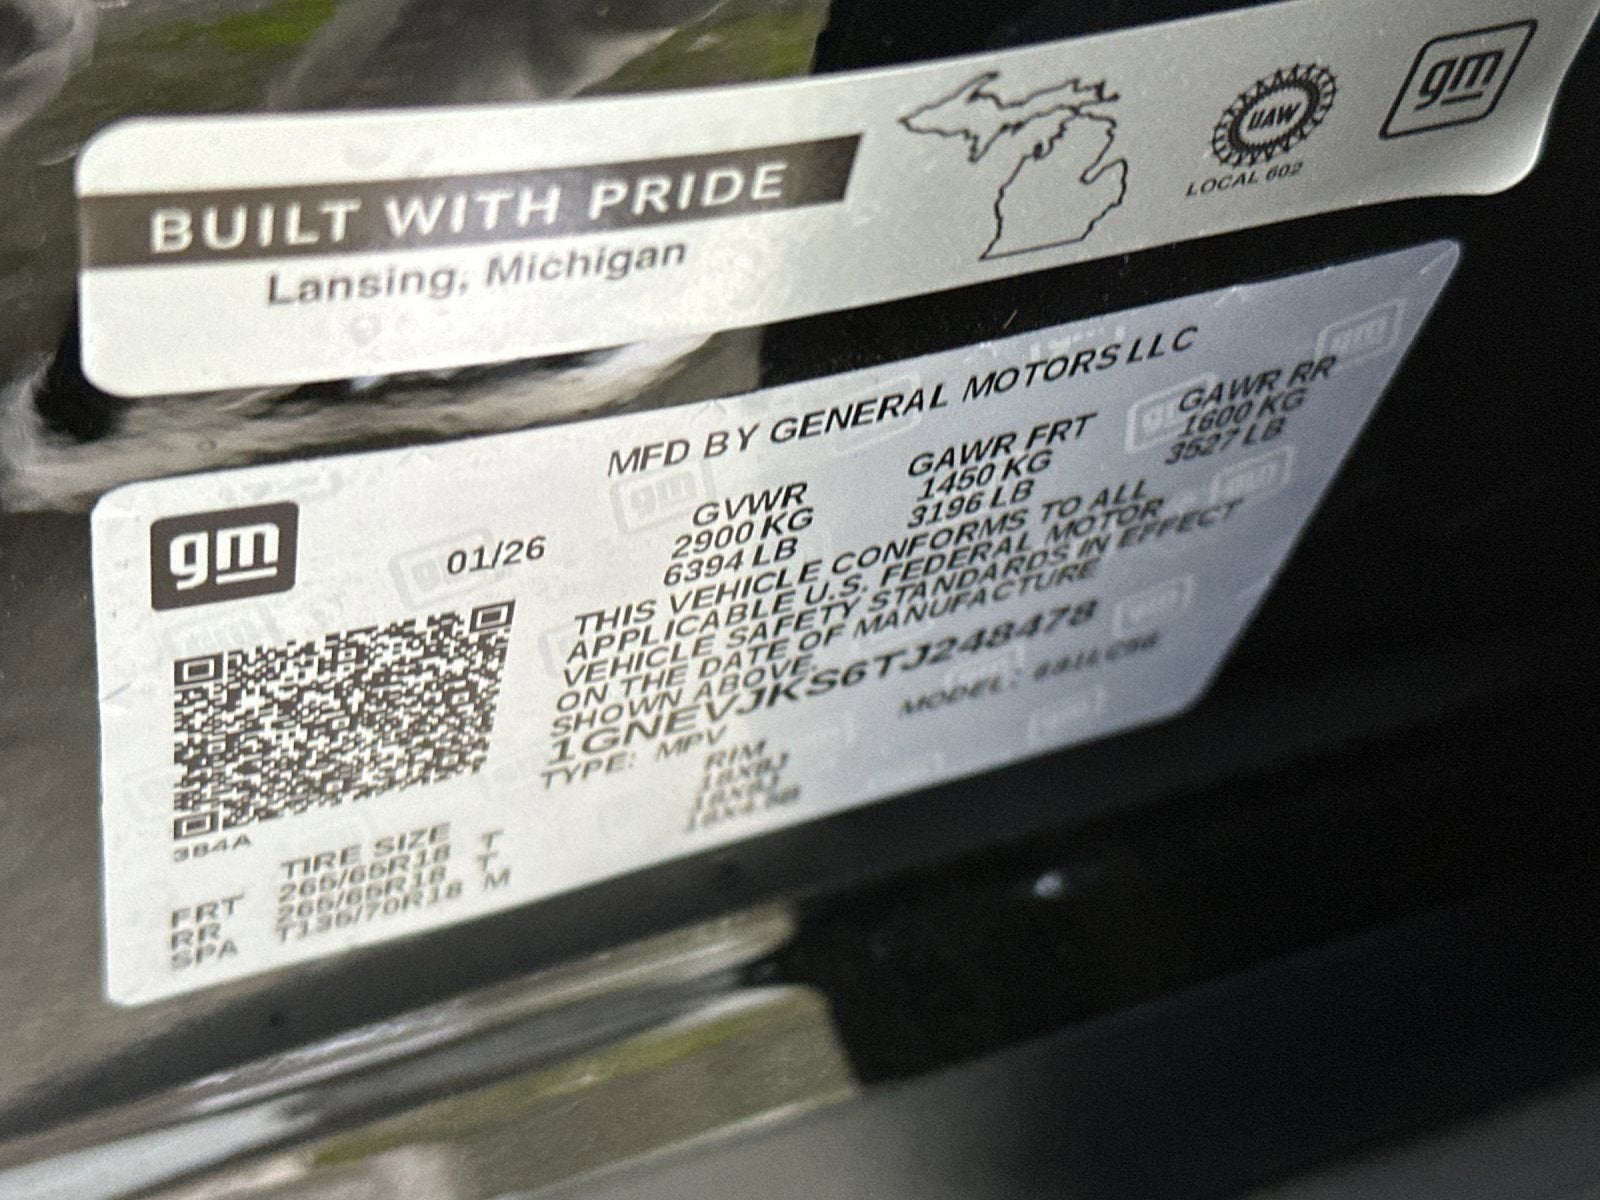 BUILT WITH PRIDE
Lansing, Michigan
UAW
LOCAL 602
gm
MFD BY GENERAL MOTORS LLC
gm
01/26
GVWR
2900 KG
6394 LB
GAWR FRT
1450 KG
3196 LB
GAWR RR
1600 KG
3527 LB
THIS VEHICLE CONFORMS TO ALL
APPLICABLE U.S. FEDERAL MOTOR
VEHICLE SAFETY STANDARDS IN EFFECT
ON THE DATE OF MANUFACTURE
SHOWN ABOVE.
1GNEVJKS6TJ248478
TYPE: MPV
MODEL:
384A
TIRE SIZE
RIM
FRT 265/65R18 T 18X8J
RR 265/65R18 T 18X8J
SPA T135/70R18 M